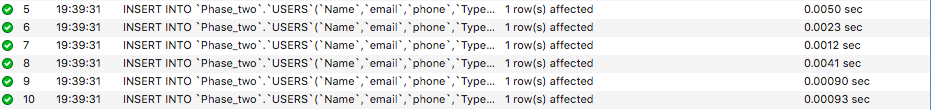 5 19:39:31 INSERT INTO `Phase_two`.`USERS`(`Name`,`email`,`phone`,`Type... 1 row(s) affected 0.0050 sec
6 19:39:31 INSERT INTO `Phase_two`.`USERS`(`Name`,`email`,`phone`,`Type... 1 row(s) affected 0.0023 sec
7 19:39:31 INSERT INTO `Phase_two`.`USERS`(`Name`,`email`,`phone`,`Type... 1 row(s) affected 0.0012 sec
8 19:39:31 INSERT INTO `Phase_two`.`USERS`(`Name`,`email`,`phone`,`Type... 1 row(s) affected 0.0041 sec
9 19:39:31 INSERT INTO `Phase_two`.`USERS`(`Name`,`email`,`phone`,`Type... 1 row(s) affected 0.00090 sec
10 19:39:31 INSERT INTO `Phase_two`.`USERS`(`Name`,`email`,`phone`,`Type... 1 row(s) affected 0.00093 sec